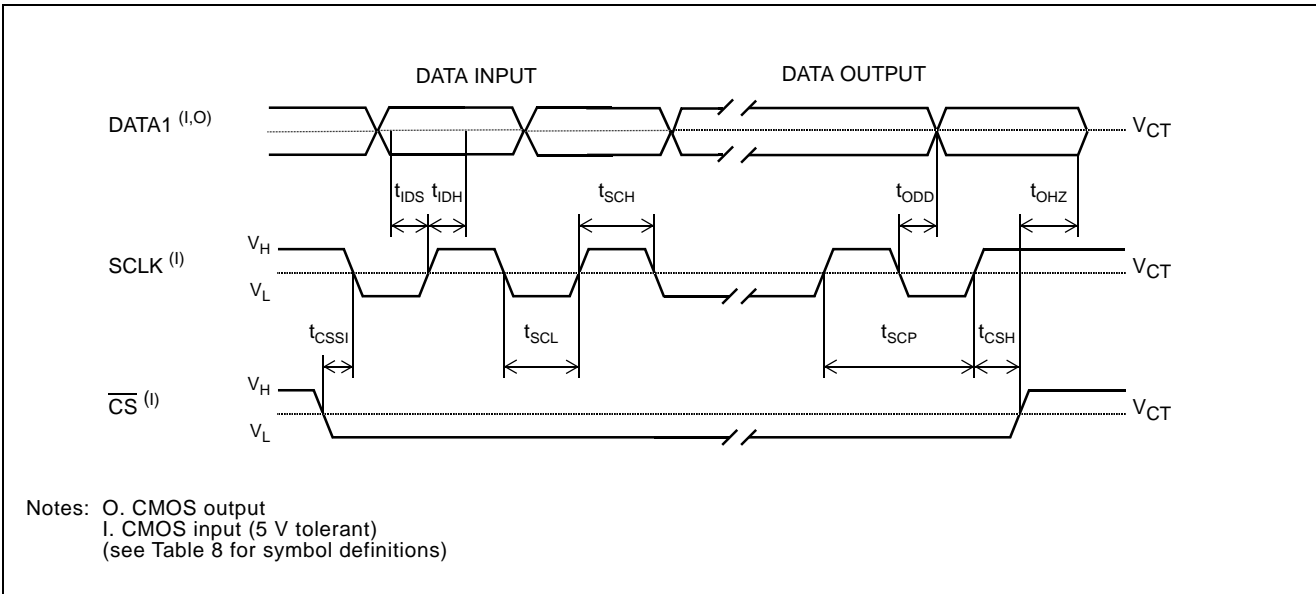 DATA INPUT DATA OUTPUT
DATA1 (I,O) VCT
tIDS tIDH tSCH tODD tOHZ
VH
SCLK (I) VCT
VL
tCSSI tSCL tSCP tCSH
VH
CS (I) VCT
VL
Notes: O. CMOS output
I. CMOS input (5 V tolerant)
(see Table 8 for symbol definitions)